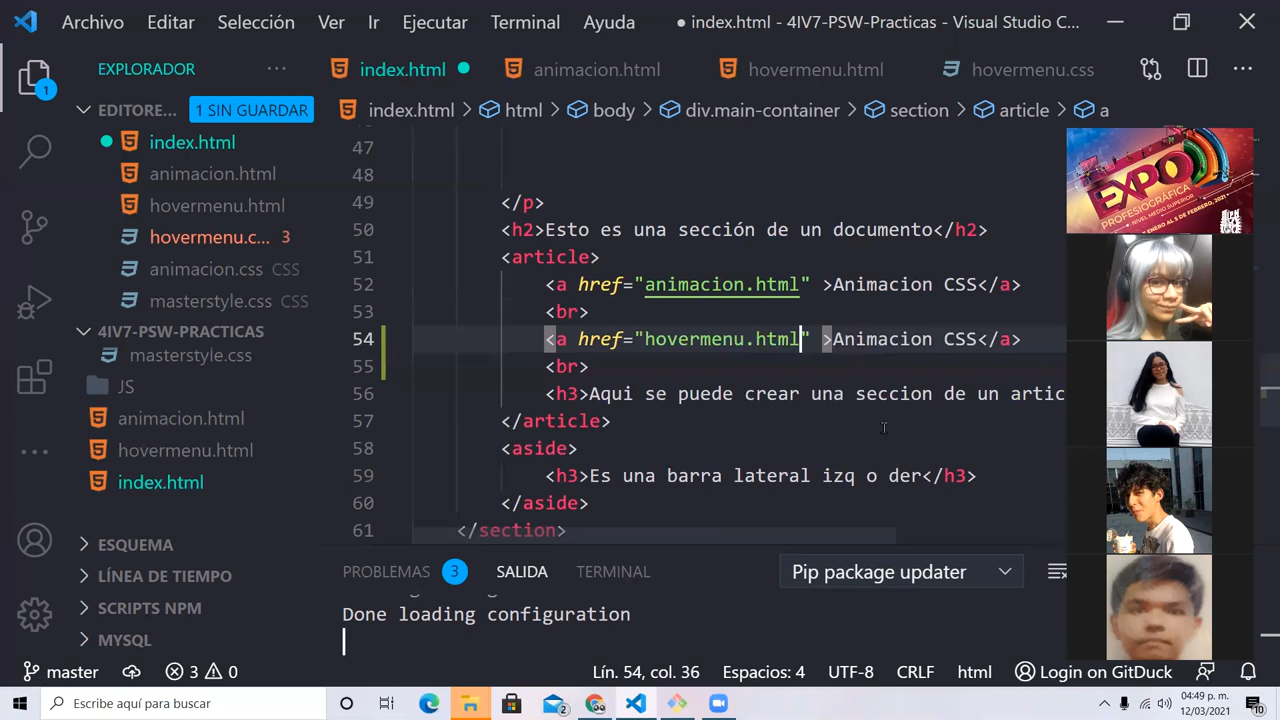 Archivo Editar Selección Ver Ir Ejecutar Terminal Ayuda ● index.html - 4IV7-PSW-Practicas - Visual Studio C...
EXPLORADOR ...
index.html animacion.html hovermenu.html hovermenu.css ...
EDITORE... 1 SIN GUARDAR
index.html > html > body > div.main-container > section > article > a
index.html
animacion.html
hovermenu.html
hovermenu.c... 3
animacion.css CSS
masterstyle.css CSS
4IV7-PSW-PRACTICAS
masterstyle.css
JS
animacion.html
hovermenu.html
index.html
ESQUEMA
LÍNEA DE TIEMPO
SCRIPTS NPM
MYSQL
1
47
48
49 </p>
50 <h2>Esto es una sección de un documento</h2>
51 <article>
52 <a href="animacion.html" >Animacion CSS</a>
53 <br>
54 <a href="hovermenu.html" >Animacion CSS</a>
55 <br>
56 <h3>Aqui se puede crear una seccion de un artic
57 </article>
58 <aside>
59 <h3>Es una barra lateral izq o der</h3>
60 </aside>
61 </section>
PROBLEMAS 3 SALIDA TERMINAL Pip package updater
Done loading configuration
EXPO
PROFESIOGRÁFICA
NIVEL MEDIO SUPERIOR
master 3 0 Lín. 54, col. 36 Espacios: 4 UTF-8 CRLF html Login on GitDuck
Escribe aquí para buscar
2
04:49 p. m.
12/03/2021
10